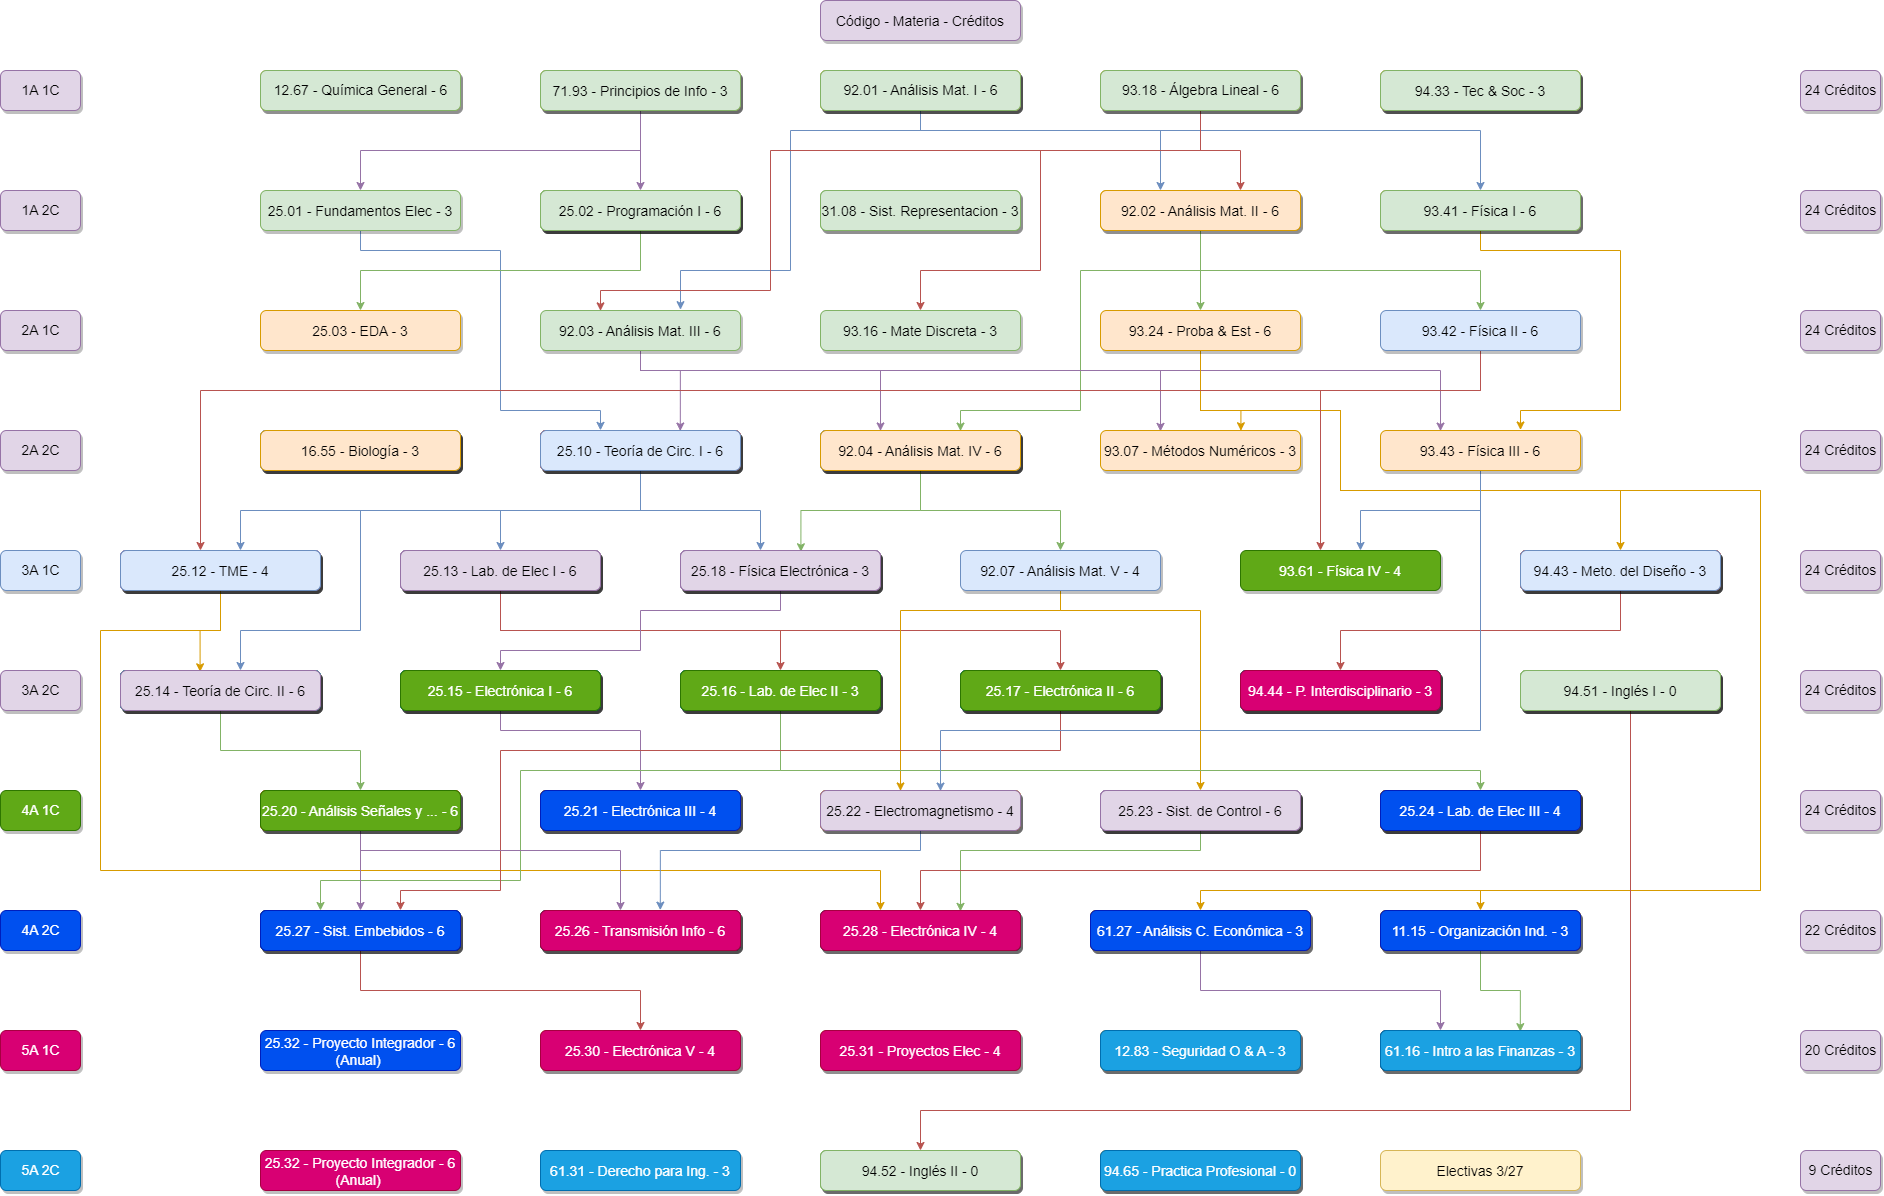 Código - Materia - Créditos
1A 1C
12.67 - Química General - 6
71.93 - Principios de Info - 3
92.01 - Análisis Mat. I - 6
93.18 - Álgebra Lineal - 6
94.33 - Tec & Soc - 3
24 Créditos
1A 2C
25.01 - Fundamentos Elec - 3
25.02 - Programación I - 6
31.08 - Sist. Representacion - 3
92.02 - Análisis Mat. II - 6
93.41 - Física I - 6
24 Créditos
2A 1C
25.03 - EDA - 3
92.03 - Análisis Mat. III - 6
93.16 - Mate Discreta - 3
93.24 - Proba & Est - 6
93.42 - Física II - 6
24 Créditos
2A 2C
16.55 - Biología - 3
25.10 - Teoría de Circ. I - 6
92.04 - Análisis Mat. IV - 6
93.07 - Métodos Numéricos - 3
93.43 - Física III - 6
24 Créditos
3A 1C
25.12 - TME - 4
25.13 - Lab. de Elec I - 6
25.18 - Física Electrónica - 3
92.07 - Análisis Mat. V - 4
93.61 - Física IV - 4
94.43 - Meto. del Diseño - 3
24 Créditos
3A 2C
25.14 - Teoría de Circ. II - 6
25.15 - Electrónica I - 6
25.16 - Lab. de Elec II - 3
25.17 - Electrónica II - 6
94.44 - P. Interdisciplinario - 3
94.51 - Inglés I - 0
24 Créditos
4A 1C
25.20 - Análisis Señales y ... - 6
25.21 - Electrónica III - 4
25.22 - Electromagnetismo - 4
25.23 - Sist. de Control - 6
25.24 - Lab. de Elec III - 4
24 Créditos
4A 2C
25.27 - Sist. Embebidos - 6
25.26 - Transmisión Info - 6
25.28 - Electrónica IV - 4
61.27 - Análisis C. Económica - 3
11.15 - Organización Ind. - 3
22 Créditos
5A 1C
25.32 - Proyecto Integrador - 6
(Anual)
25.30 - Electrónica V - 4
25.31 - Proyectos Elec - 4
12.83 - Seguridad O & A - 3
61.16 - Intro a las Finanzas - 3
20 Créditos
5A 2C
25.32 - Proyecto Integrador - 6
(Anual)
61.31 - Derecho para Ing. - 3
94.52 - Inglés II - 0
94.65 - Practica Profesional - 0
Electivas 3/27
9 Créditos